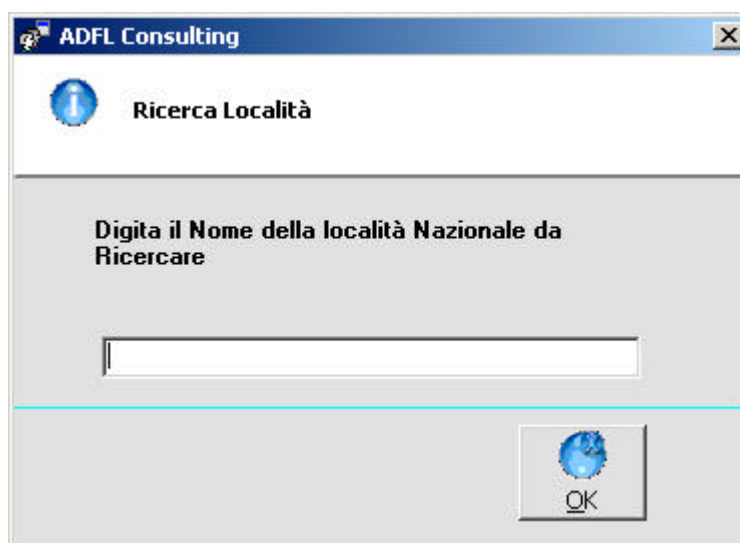 ADFL Consulting
Ricerca Località
Digita il Nome della località Nazionale da
Ricercare
OK